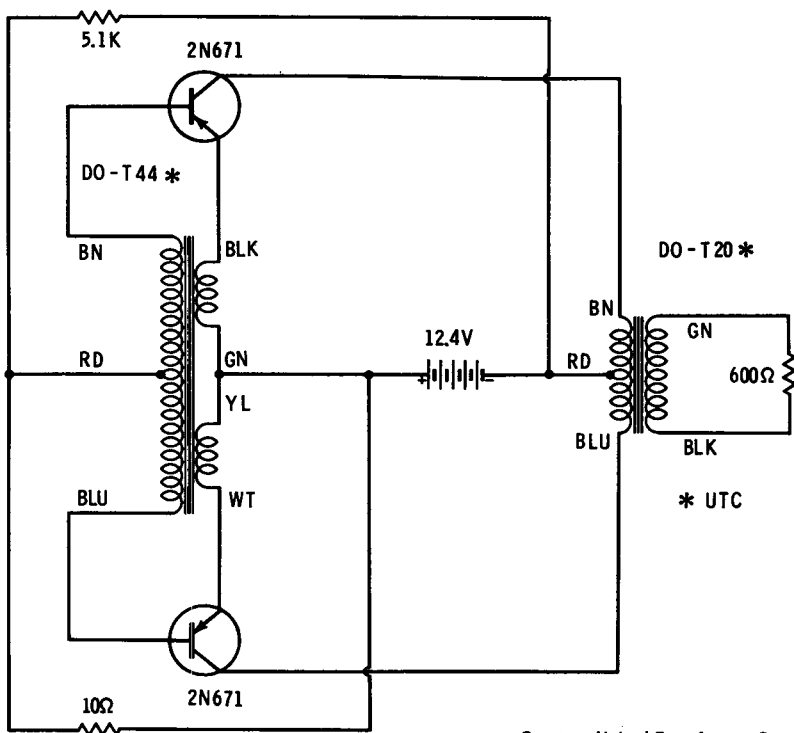 5.1K
2N671
DO-T44 *
BN
BLK
DO-T20 *
BN
GN
12.4V
RD
GN
RD
600Ω
+
-
YL
BLU
BLK
BLU
WT
* UTC
2N671
10Ω